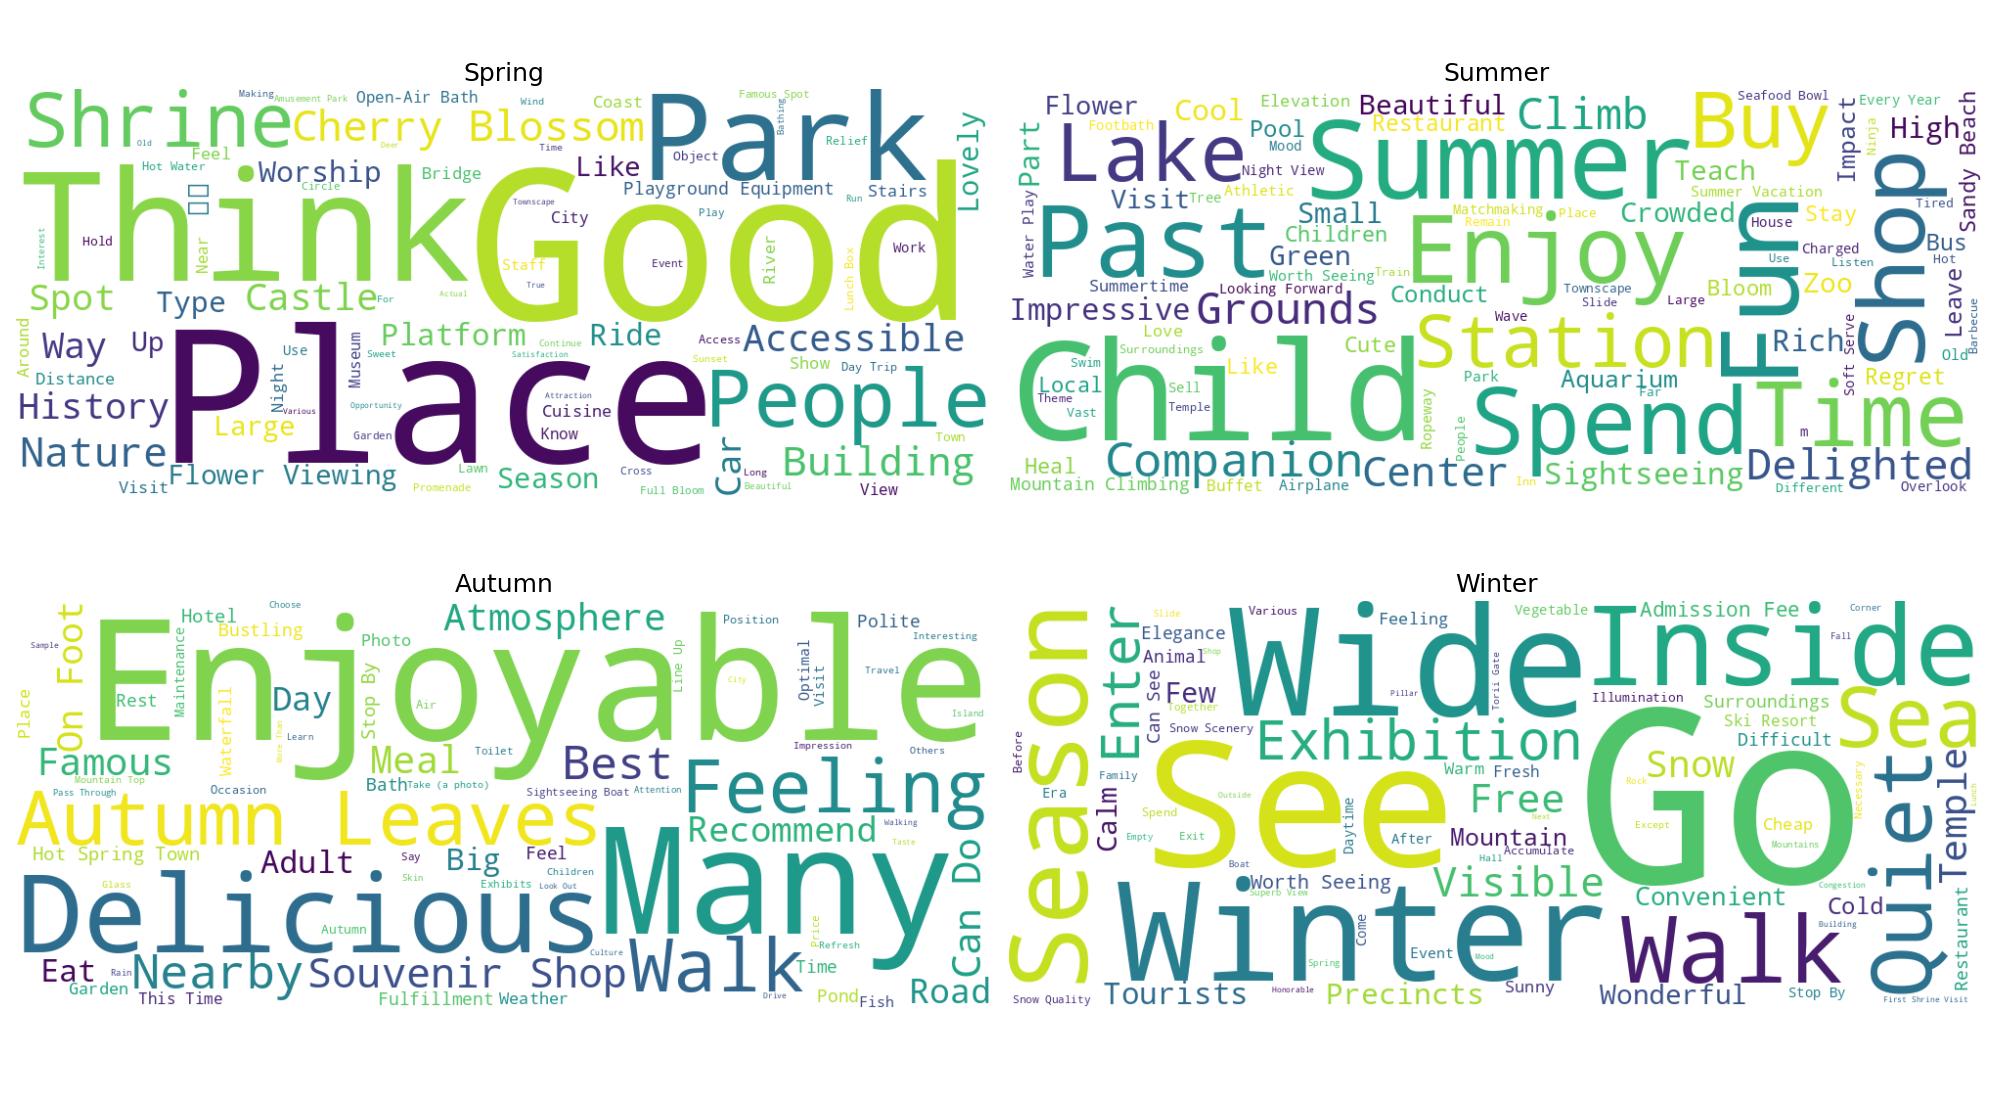 Spring
Shrine
Making
Amusement Park
Open-Air Bath
Wind
Coast
Famous Spot
Bathing
Old
Cherry Blossom
Deer
Time
Park
Object
Relief
Lovely
Feel
Hot Water
Worship
Circle
Bridge
Like
Playground Equipment
Stairs
Run
Think
Good
Townscape
City
Play
Work
Hold
Interest
Near
Staff
True
Event
River
Lunch Box
Spot
Type
Castle
For
Actual
Around
Way
Up
Place
Museum
Platform
Sweet
Continue
Satisfaction
Ride
Access
Accessible
Sunset
Show
Day Trip
Use
Distance
Night
Various
Opportunity
Attraction
Cuisine
People
History
Large
Garden
Know
Town
Nature
Flower Viewing
Visit
Promenade
Lawn
Season
Cross
Full Bloom
Car
Long
Beautiful
Building
View
Summer
Flower
Footbath
Cool
Elevation
Beautiful
Restaurant
Climb
Buy
Seafood Bowl
Impact
Every Year
Ninja
High
Sandy Beach
Part
Lake
Pool
Mood
Night View
Summer
Teach
Summer Vacation
Visit
Tree
Athletic
Small
Matchmaking
Place
Remain
Crowded
House
Stay
Shop
Tired
Water Play
Past
Children
Green
Worth Seeing
Train
Enjoy
Fun
Charged
Use
Listen
Bus
Hot
Summertime
Looking Forward
Conduct
Townscape
Slide
Large
Bloom
Zoo
Leave
Impressive
Grounds
Wave
Barbecue
Love
Surroundings
Cute
Station
Rich
Soft Serve
Old
Child
Swim
Like
Local
Theme
Vast
Sell
Temple
Park
Aquarium
Far
Regret
Ropeway
People
Spend
Time
m
Heal
Companion
Center
Sightseeing
Delighted
Mountain Climbing
Buffet
Airplane
Inn
Different
Overlook
Autumn
On Foot
Hotel
Choose
Bustling
Sample
Maintenance
Photo
Atmosphere
Position
Polite
Interesting
Enjoyable
Rest
Day
Stop By
Line Up
City
Optimal
Visit
Travel
Place
Waterfall
More Than
Learn
Air
Island
Famous
Mountain Top
Pass Through
Meal
Toilet
Best
Impression
Others
Occasion
Bath
Take (a photo)
Sightseeing Boat
Attention
Feeling
Autumn Leaves
Recommend
Walking
Taste
Hot Spring Town
Adult
Say
Big
Feel
Many
Can Do
Glass
Skin
Exhibits
Children
Look Out
Delicious
Autumn
Price
Refresh
Culture
Eat
Rain
Nearby
Souvenir Shop
Walk
Time
Garden
This Time
Fulfillment
Weather
Drive
Pond
Fish
Road
Winter
Season
Enter
Slide
Various
Elegance
Shop
Animal
Feeling
Vegetable
Admission Fee
Corner
Fall
Wide
Inside
Can See
Few
Together
Pillar
Torii Gate
Illumination
Surroundings
Snow Scenery
Ski Resort
Sea
Before
Exhibition
Difficult
Go
Family
See
Warm
Fresh
Snow
Era
Calm
Spend
Outside
Free
Next
Rock
Necessary
Quiet
Temple
Lunch
Empty
Exit
Daytime
After
Mountain
Accumulate
Except
Cheap
Mountains
Boat
Hall
Worth Seeing
Superb View
Visible
Convenient
Congestion
Winter
Come
Cold
Restaurant
Building
Event
Mood
Walk
Spring
Snow Quality
Tourists
Honorable
Precincts
Sunny
Wonderful
Stop By
First Shrine Visit